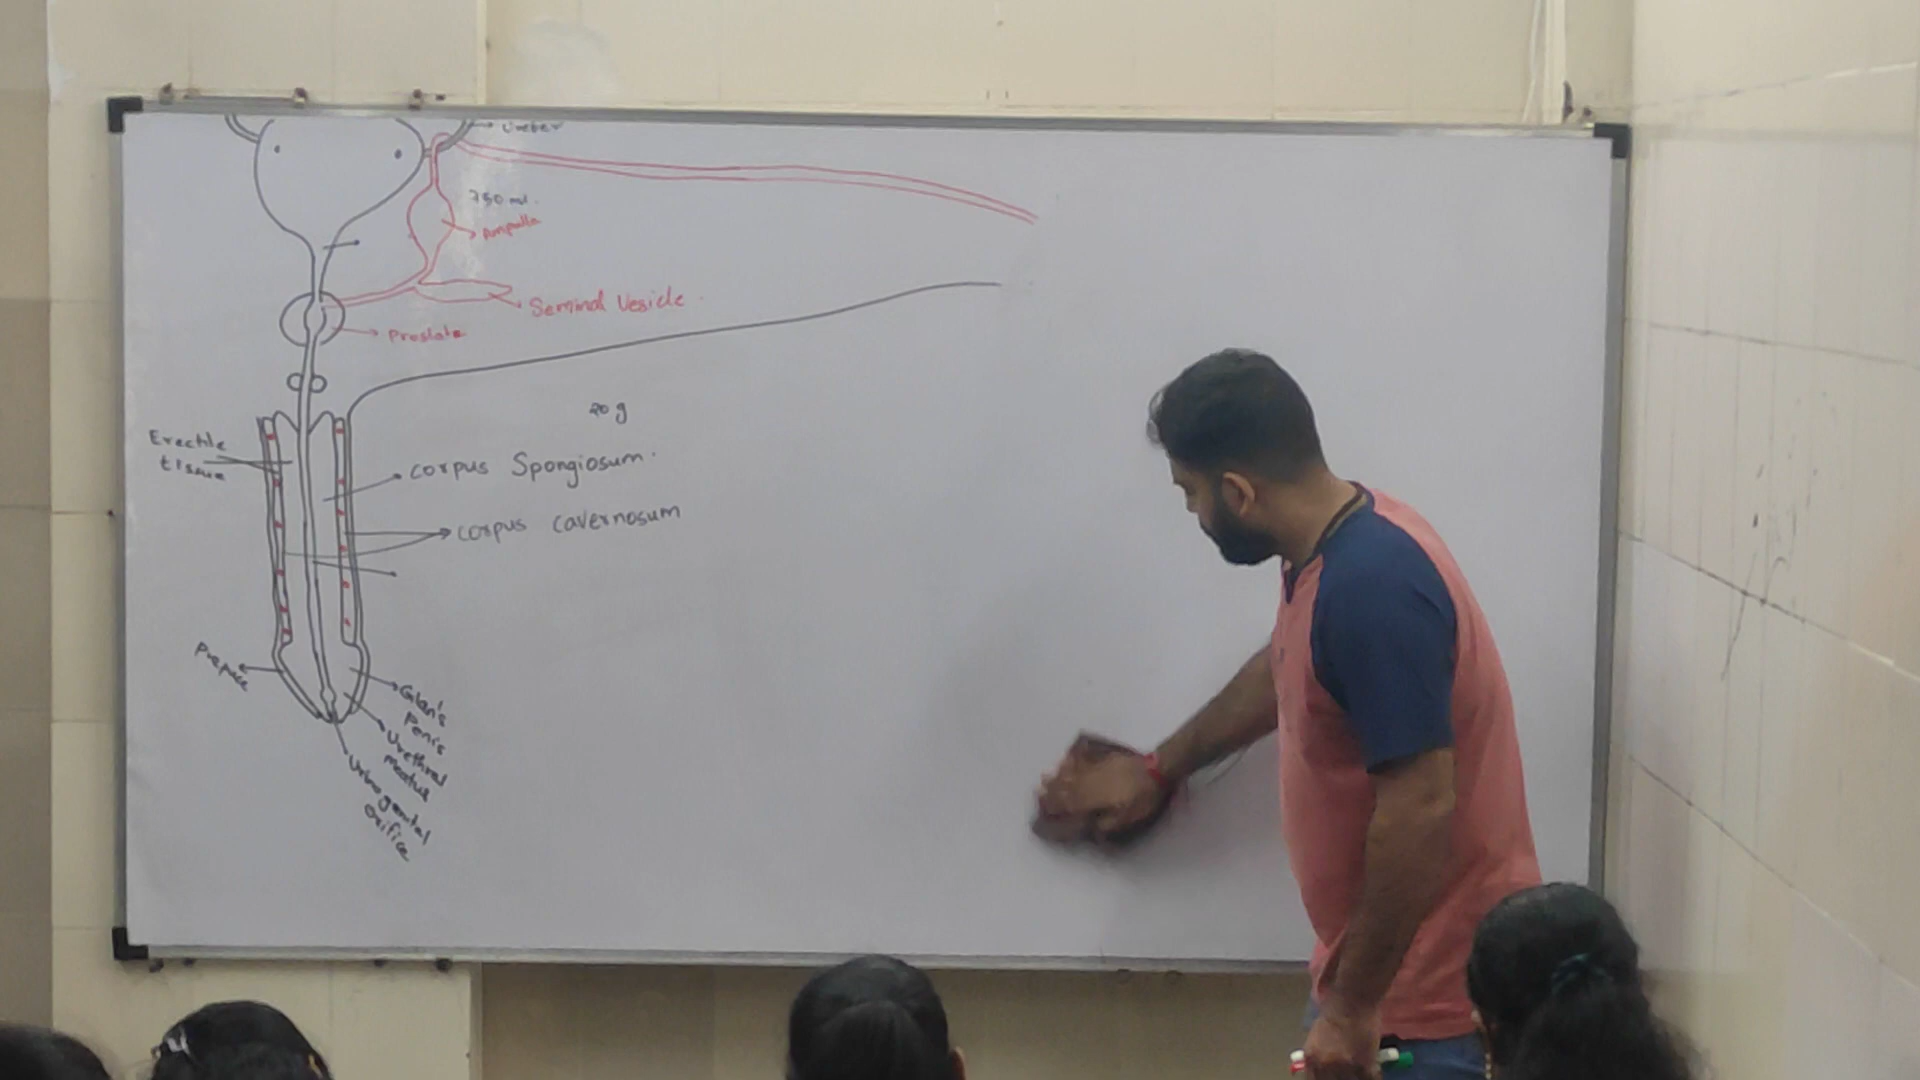 Ureter
750 ml.
Ampulla
Seminal Vesicle.
Prostate
20 g
Erectile
tissue
corpus Spongiosum.
corpus cavernosum
Prepuce
Glan's
Penis
Urethral
meatus
Urinogenital
Orifice